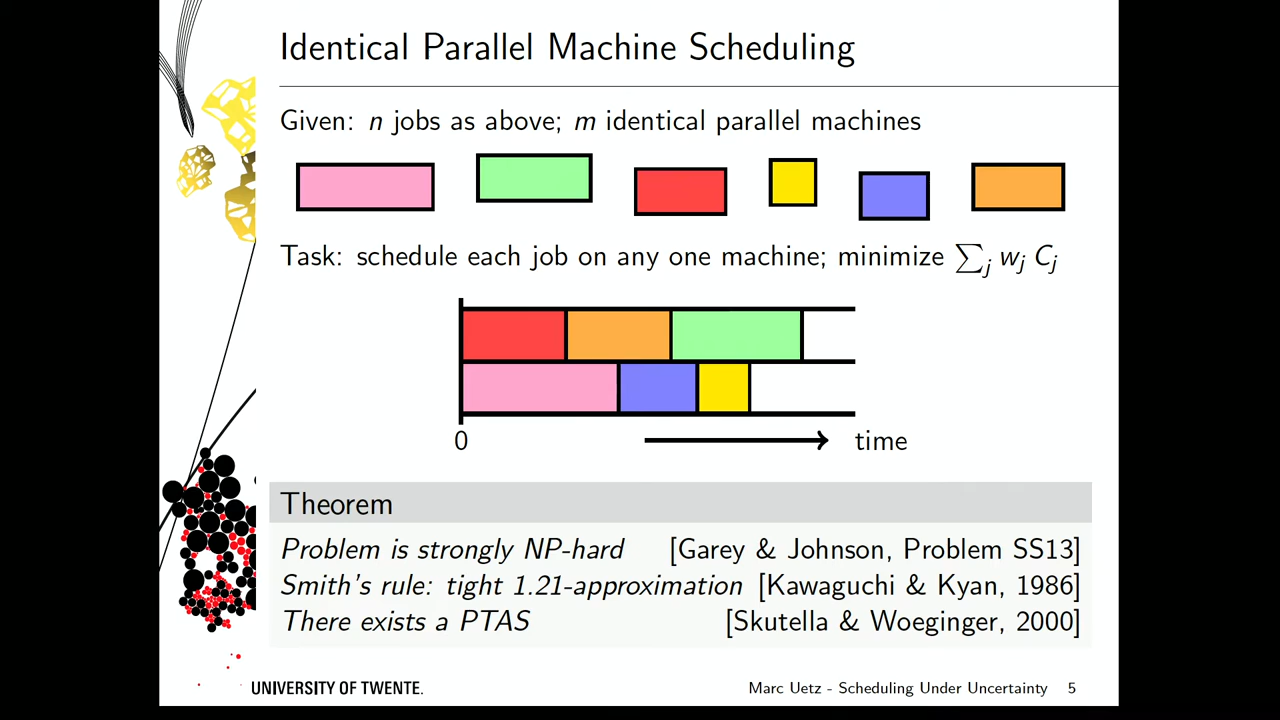 Identical Parallel Machine Scheduling
Given: n jobs as above; m identical parallel machines
Task: schedule each job on any one machine; minimize ∑j wj Cj
0 time
Theorem
Problem is strongly NP-hard [Garey & Johnson, Problem SS13]
Smith's rule: tight 1.21-approximation [Kawaguchi & Kyan, 1986]
There exists a PTAS [Skutella & Woeginger, 2000]
UNIVERSITY OF TWENTE. Marc Uetz - Scheduling Under Uncertainty 5